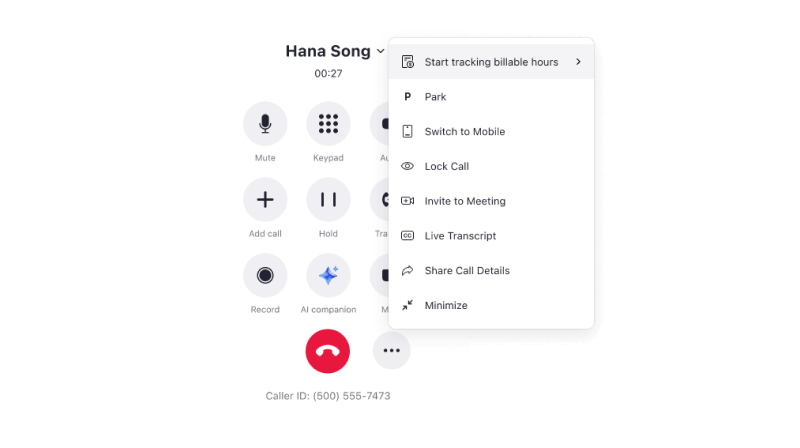 Hana Song
00:27
Start tracking billable hours
P Park
Switch to Mobile
Lock Call
Invite to Meeting
CC Live Transcript
Share Call Details
Minimize
Mute
Keypad
Add call
Hold
Record
AI companion
Caller ID: (500) 555-7473